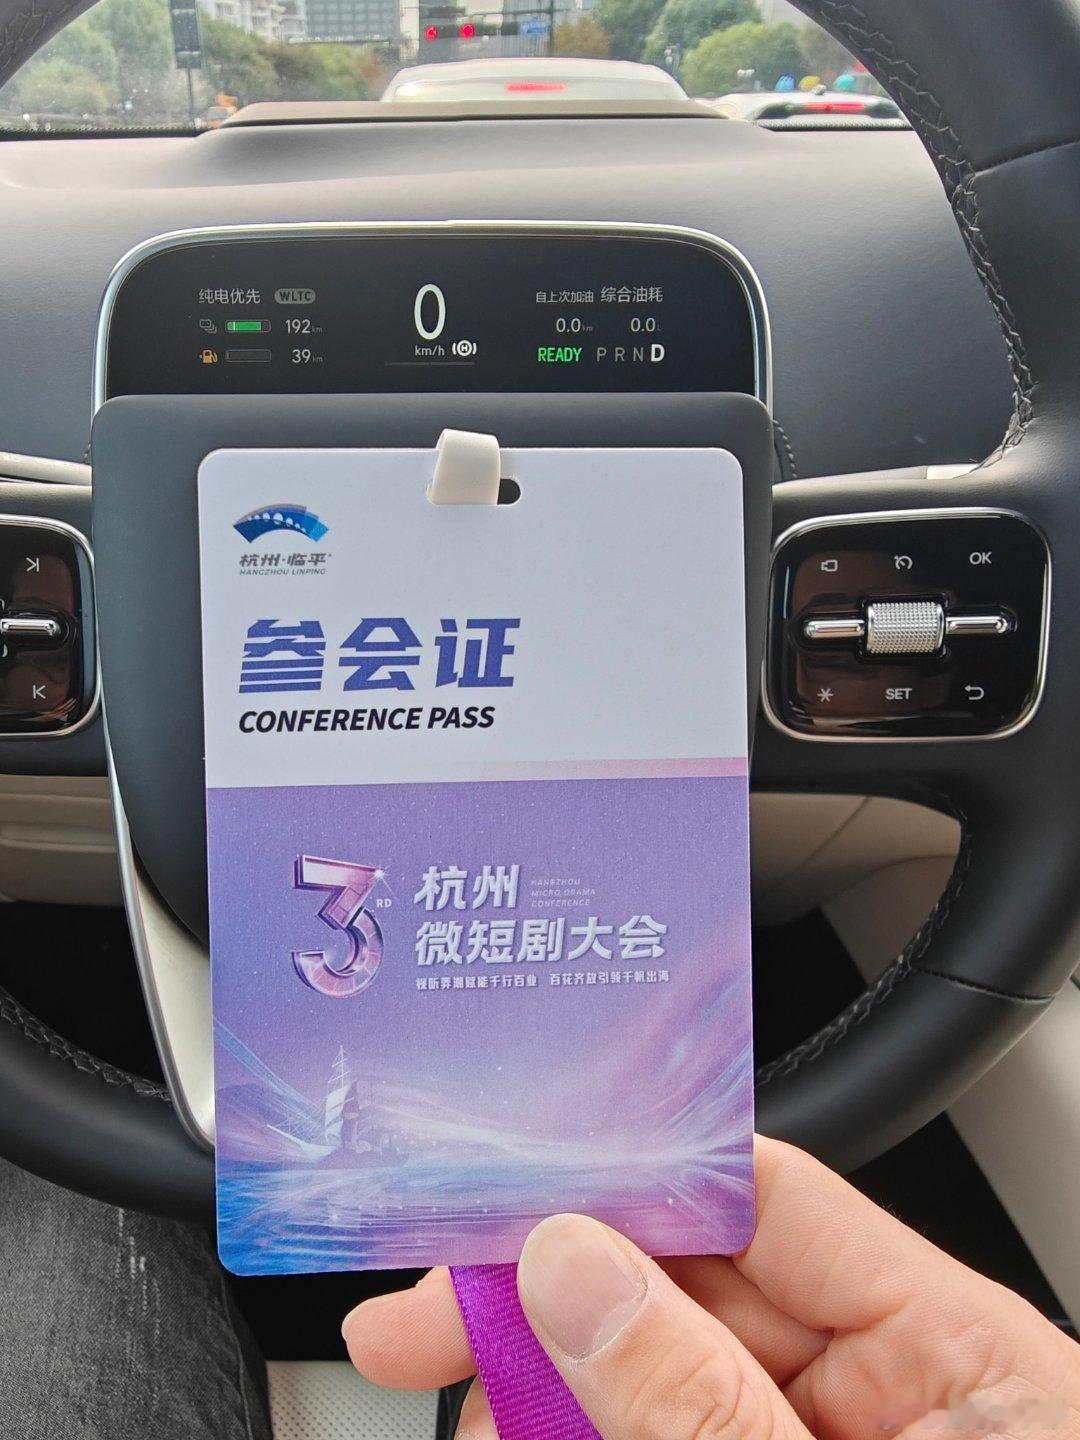 纯电优先 WLTC
192km
39km
0
km/h
自上次加油 综合油耗
0.0km 0.0L
READY P R N D
OK
SET
杭州·临平
HANGZHOU LINPING
参会证
CONFERENCE PASS
3RD
杭州
HANGZHOU
MICRO DRAMA
CONFERENCE
微短剧大会
视听弄潮赋能千行百业 百花齐放引领千帆出海